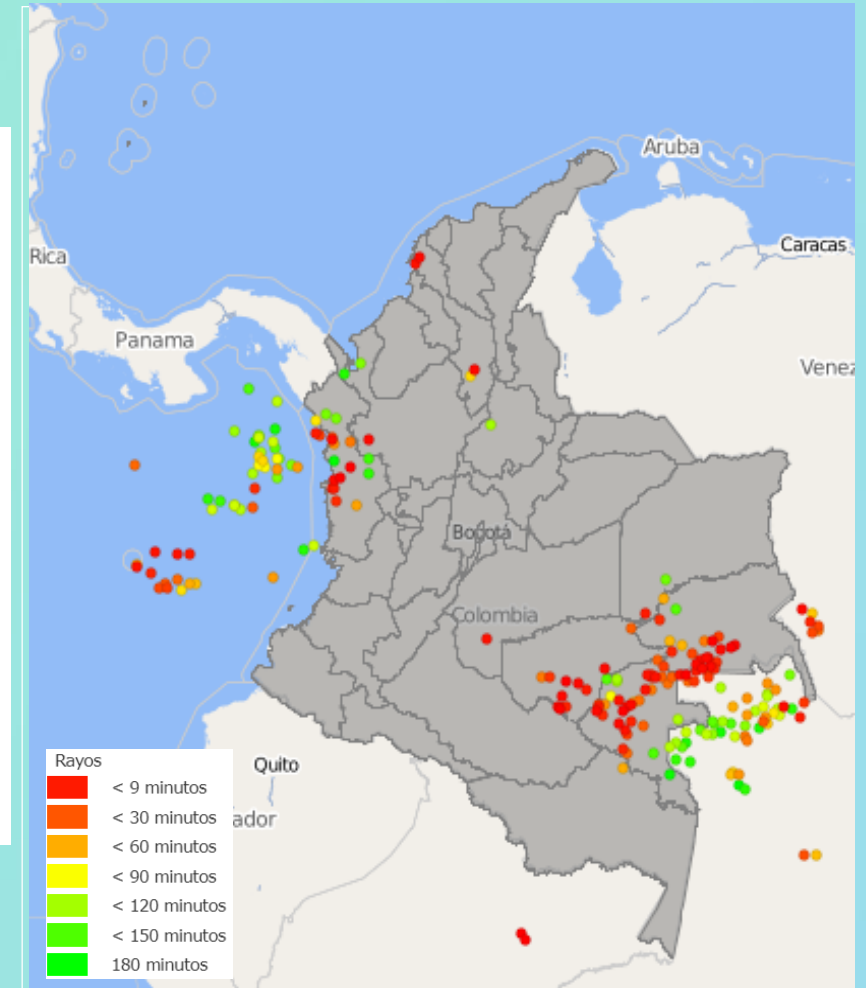 Aruba
Caracas
Rica
Panama
Venez
Bogotá
Colombia
Quito
ador
Rayos
< 9 minutos
< 30 minutos
< 60 minutos
< 90 minutos
< 120 minutos
< 150 minutos
180 minutos